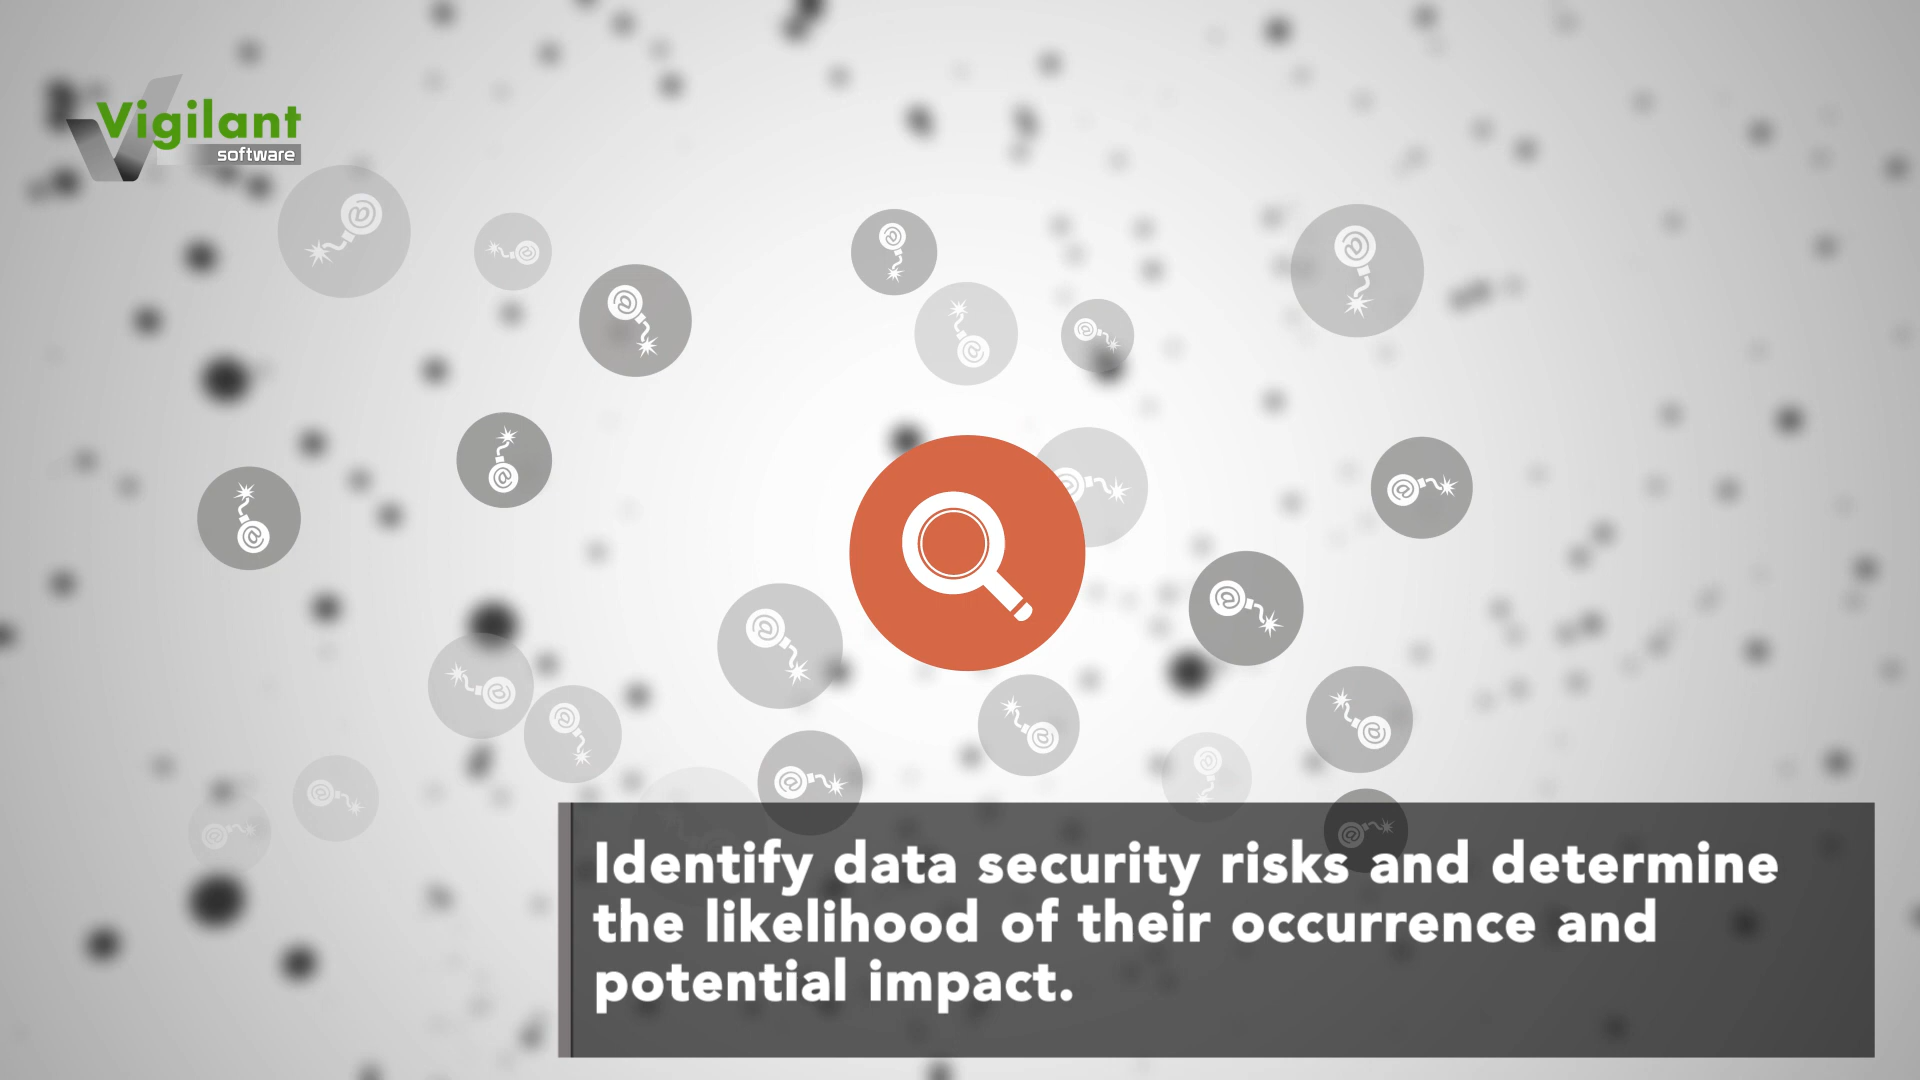 Vigilant
software
Identify data security risks and determine
the likelihood of their occurrence and
potential impact.